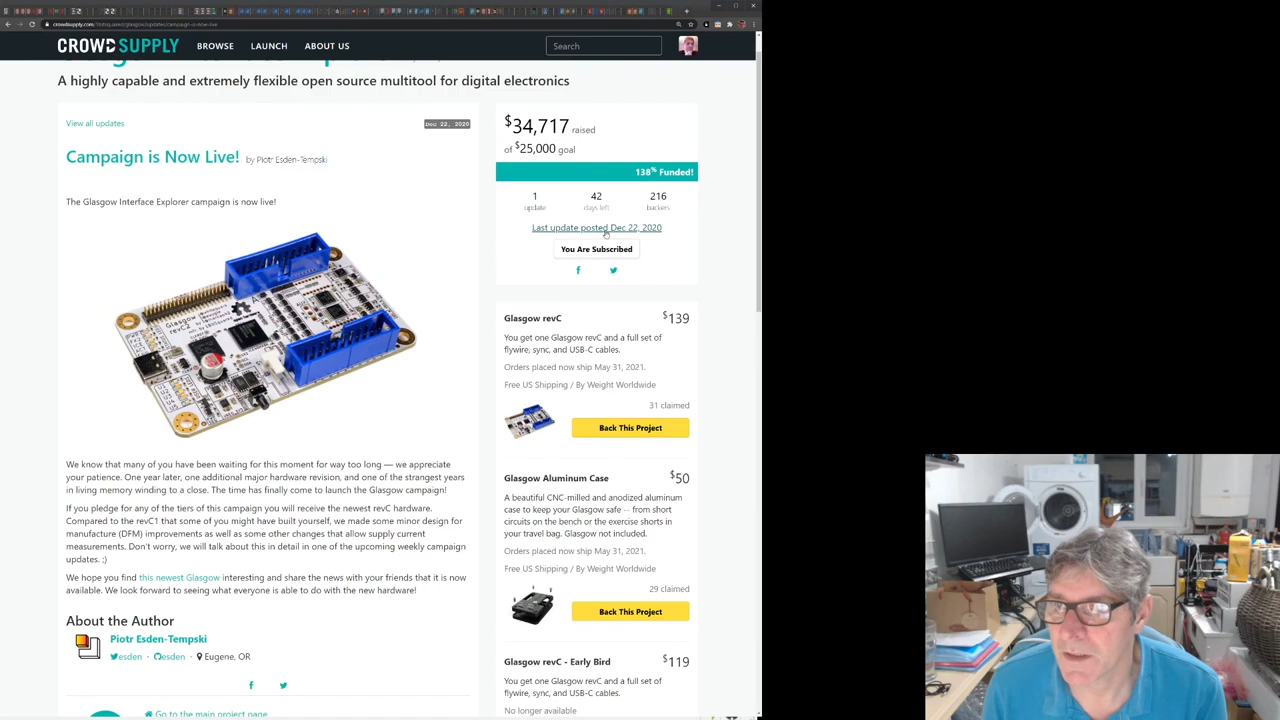 crowdsupply.com/1bitsquared/glasgow/updates/campaign-is-now-live
CROWD SUPPLY
BROWSE
LAUNCH
ABOUT US
Search
A highly capable and extremely flexible open source multitool for digital electronics
View all updates
Dec 22, 2020
Campaign is Now Live! by Piotr Esden-Tempski
The Glasgow Interface Explorer campaign is now live!
Glasgow
revC2
We know that many of you have been waiting for this moment for way too long — we appreciate
your patience. One year later, one additional major hardware revision, and one of the strangest years
in living memory winding to a close. The time has finally come to launch the Glasgow campaign!
If you pledge for any of the tiers of this campaign you will receive the newest revC hardware.
Compared to the revC1 that some of you might have built yourself, we made some minor design for
manufacture (DFM) improvements as well as some other changes that allow supply current
measurements. Don't worry, we will talk about this in detail in one of the upcoming weekly campaign
updates. ;)
We hope you find this newest Glasgow interesting and share the news with your friends that it is now
available. We look forward to seeing what everyone is able to do with the new hardware!
About the Author
Piotr Esden-Tempski
esden · esden · Eugene, OR
Go to the main project page
$34,717 raised
of $25,000 goal
138% Funded!
1
update
42
days left
216
backers
Last update posted Dec 22, 2020
You Are Subscribed
Glasgow revC
$139
You get one Glasgow revC and a full set of
flywire, sync, and USB-C cables.
Orders placed now ship May 31, 2021.
Free US Shipping / By Weight Worldwide
31 claimed
Back This Project
Glasgow Aluminum Case
$50
A beautiful CNC-milled and anodized aluminum
case to keep your Glasgow safe -- from short
circuits on the bench or the exercise shorts in
your travel bag. Glasgow not included.
Orders placed now ship May 31, 2021.
Free US Shipping / By Weight Worldwide
29 claimed
Back This Project
Glasgow revC - Early Bird
$119
You get one Glasgow revC and a full set of
flywire, sync, and USB-C cables.
No longer available